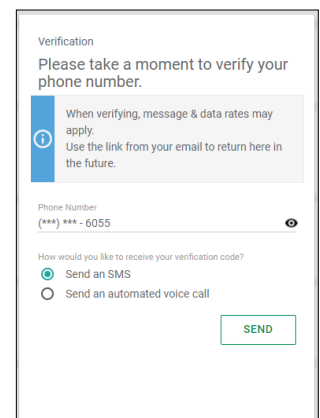 Verification
Please take a moment to verify your
phone number.
When verifying, message & data rates may
apply.
Use the link from your email to return here in
the future.
Phone Number
(***) *** - 6055
How would you like to receive your verification code?
Send an SMS
Send an automated voice call
SEND